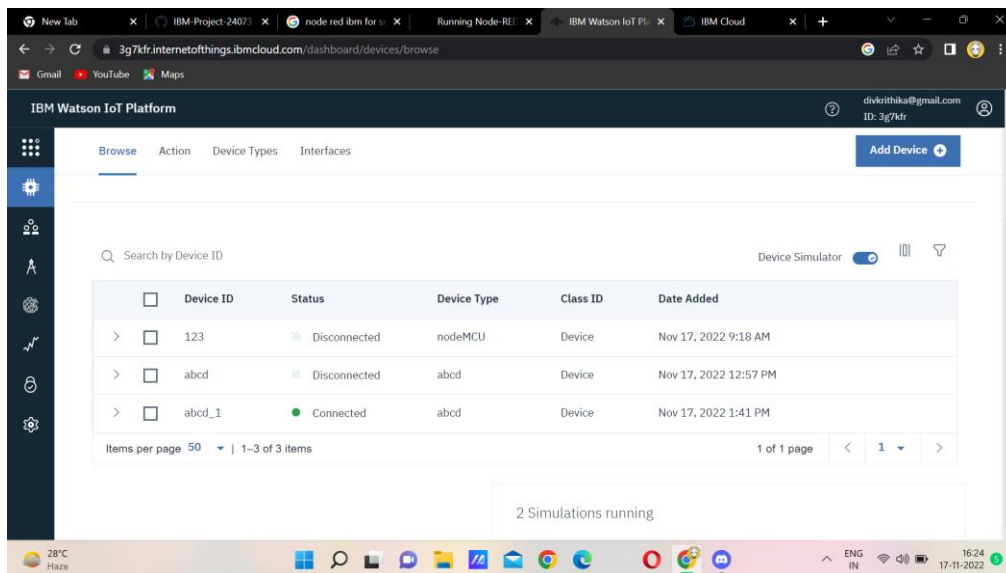 New Tab
IBM-Project-24073
node red ibm for s
Running Node-RE
IBM Watson IoT Pl
IBM Cloud
3g7kfr.internetofthings.ibmcloud.com/dashboard/devices/browse
Gmail YouTube Maps
IBM Watson IoT Platform
divkrithika@gmail.com
ID: 3g7kfr
Browse Action Device Types Interfaces
Add Device
Search by Device ID
Device Simulator
Device ID Status Device Type Class ID Date Added
123 Disconnected nodeMCU Device Nov 17, 2022 9:18 AM
abcd Disconnected abcd Device Nov 17, 2022 12:57 PM
abcd_1 Connected abcd Device Nov 17, 2022 1:41 PM
Items per page 50 | 1–3 of 3 items 1 of 1 page 1
2 Simulations running
28°C
Haze
ENG
IN
16:24
17-11-2022
5